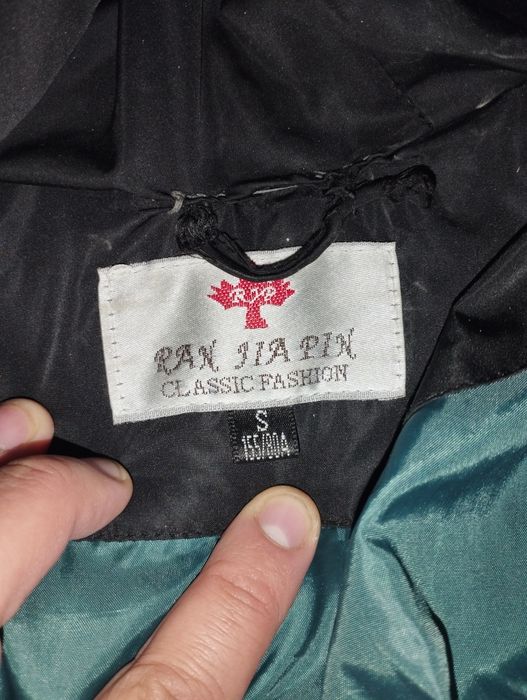 RJP
RAN JIA PIN
CLASSIC FASHION
S
155/80A